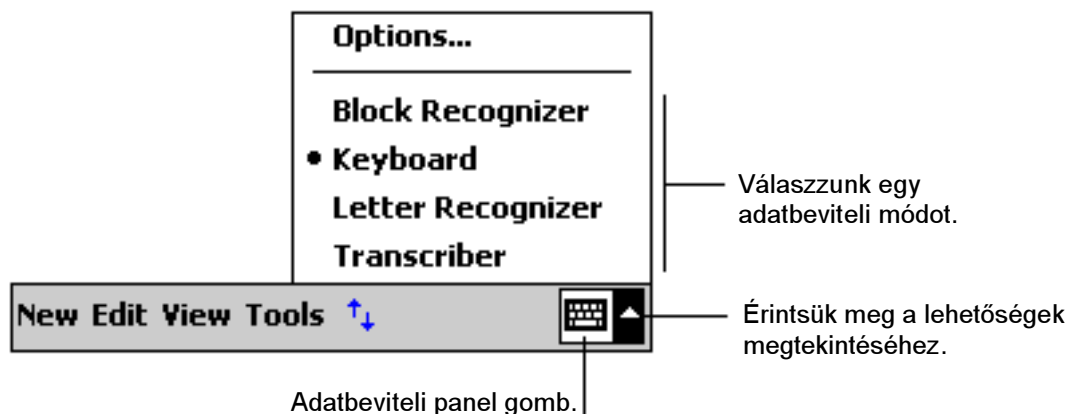 Options...
Block Recognizer
• Keyboard
Letter Recognizer
Transcriber
Válaszzunk egy
adatbeviteli módot.
New Edit View Tools
Érintsük meg a lehetőségek
megtekintéséhez.
Adatbeviteli panel gomb.